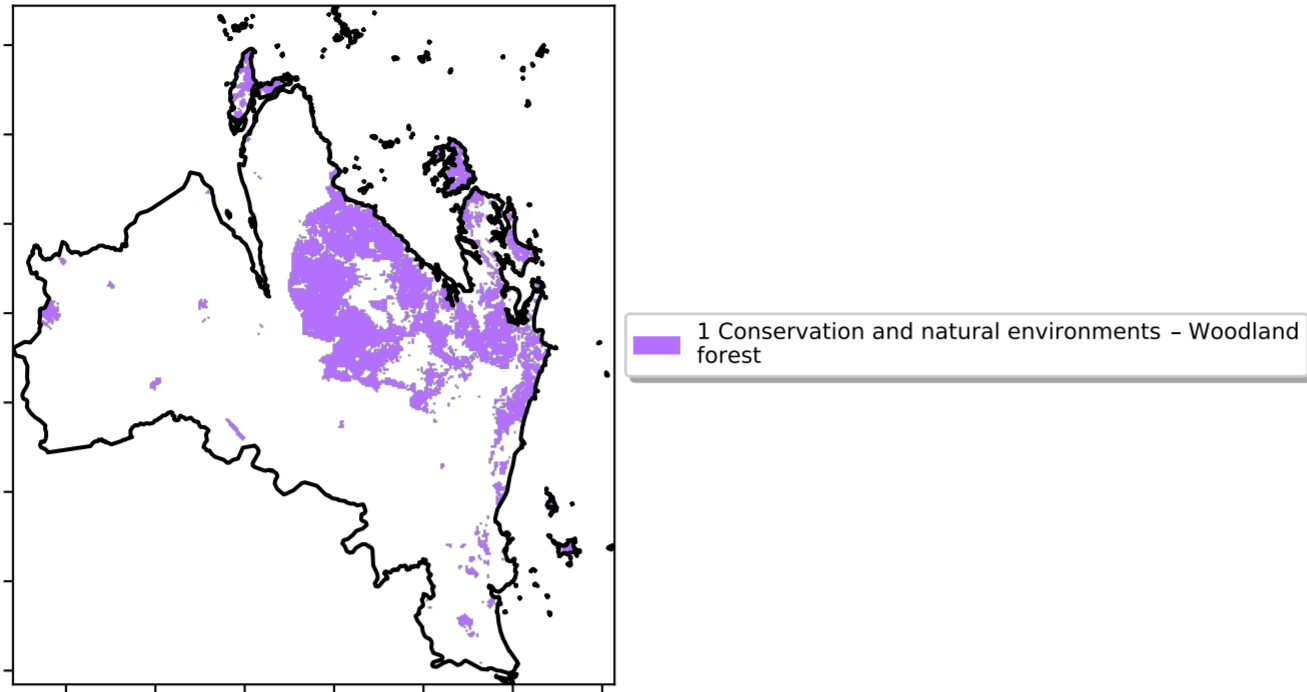 1 Conservation and natural environments – Woodland
forest